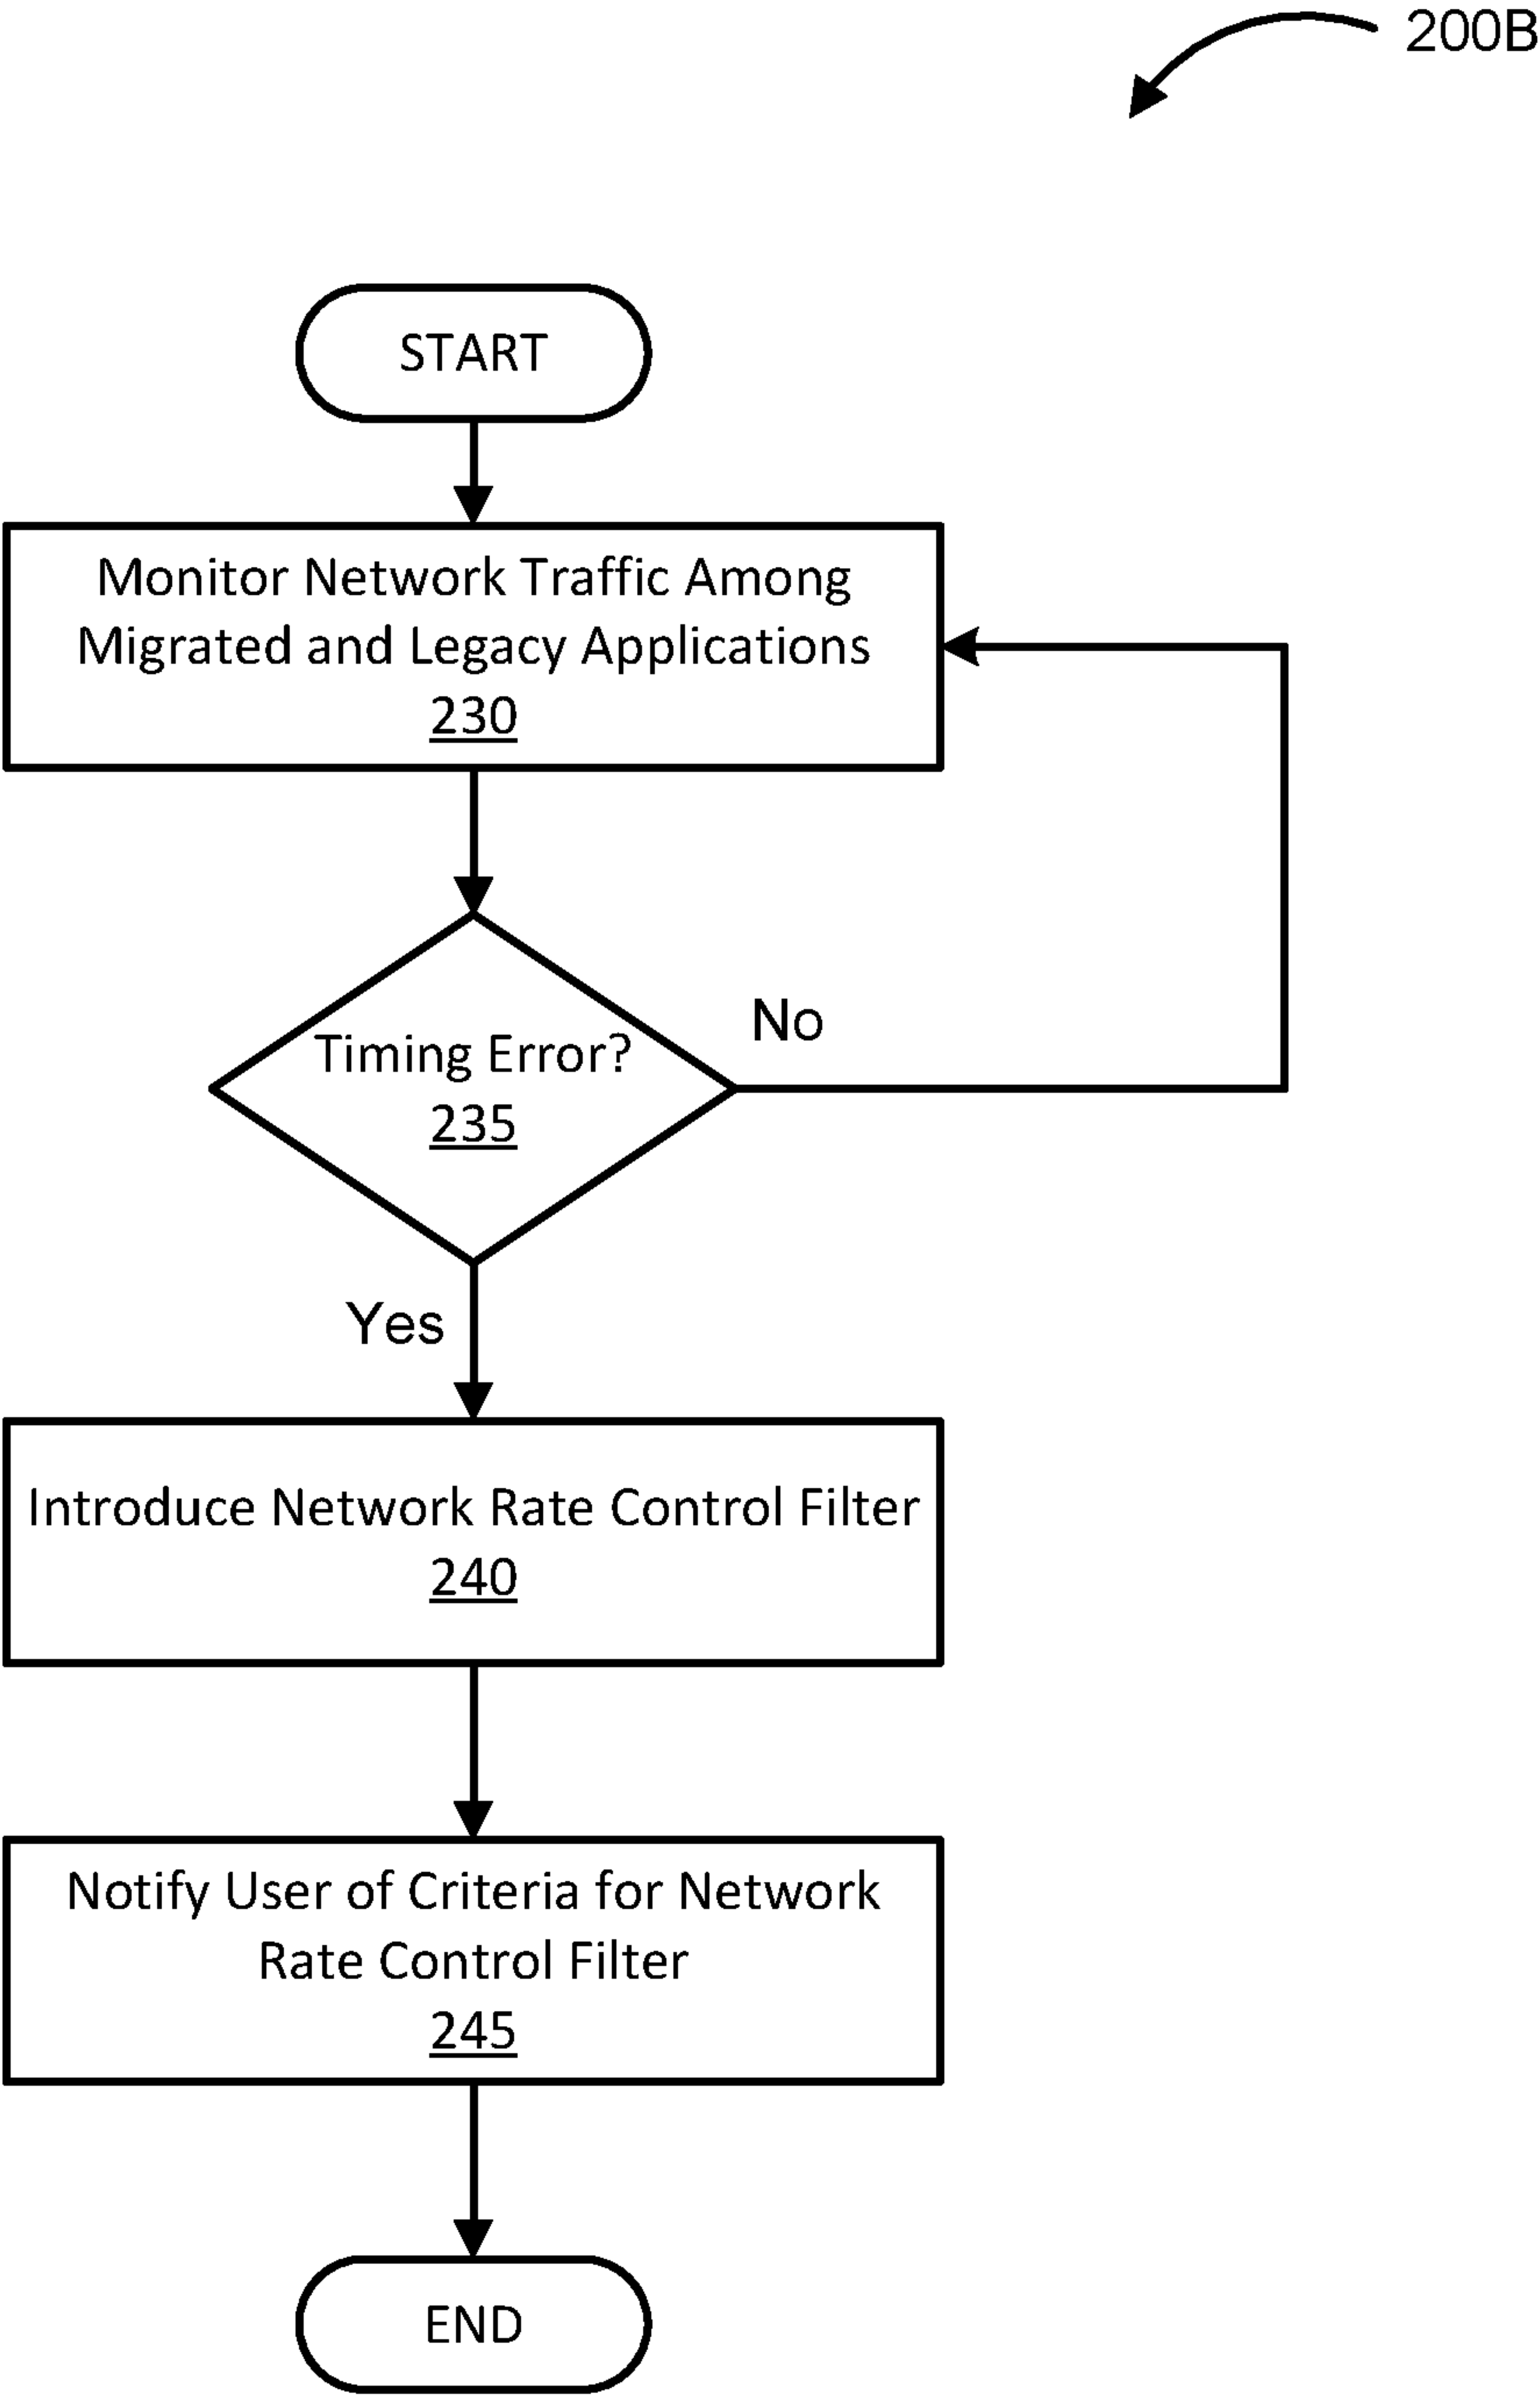 200B
START
Monitor Network Traffic Among
Migrated and Legacy Applications
230
Timing Error?
235
No
Yes
Introduce Network Rate Control Filter
240
Notify User of Criteria for Network
Rate Control Filter
245
END